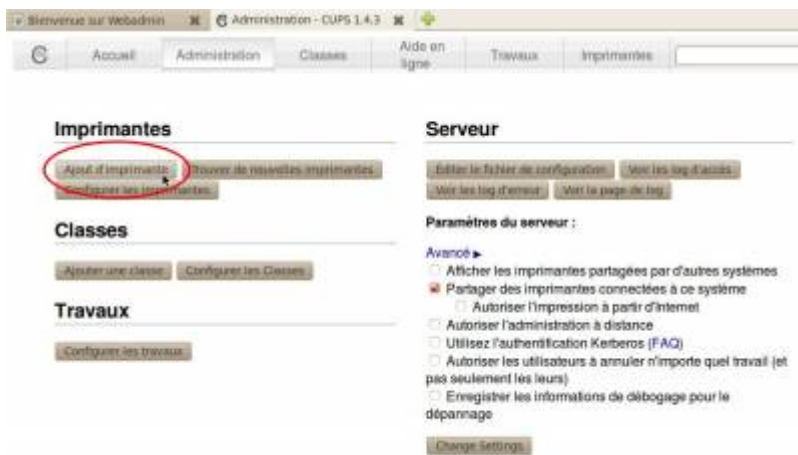 Bienvenue sur Webadmin
Administration - CUPS 1.4.3
Accueil
Administration
Classes
Aide en
ligne
Travaux
Imprimantes
Imprimantes
Ajout d'imprimante
Trouver de nouvelles imprimantes
Configurer les imprimantes
Classes
Ajouter une classe
Configurer les Classes
Travaux
Configurer les travaux
Serveur
Editer le fichier de configuration
Voir les log d'accès
Voir les log d'erreur
Voir la page de log
Paramètres du serveur :
Avancé ▸
Afficher les imprimantes partagées par d'autres systèmes
Partager des imprimantes connectées à ce système
Autoriser l'impression à partir d'Internet
Autoriser l'administration à distance
Utilisez l'authentification Kerberos (FAQ)
Autoriser les utilisateurs à annuler n'importe quel travail (et
pas seulement les leurs)
Enregistrer les informations de débogage pour le
dépannage
Change Settings